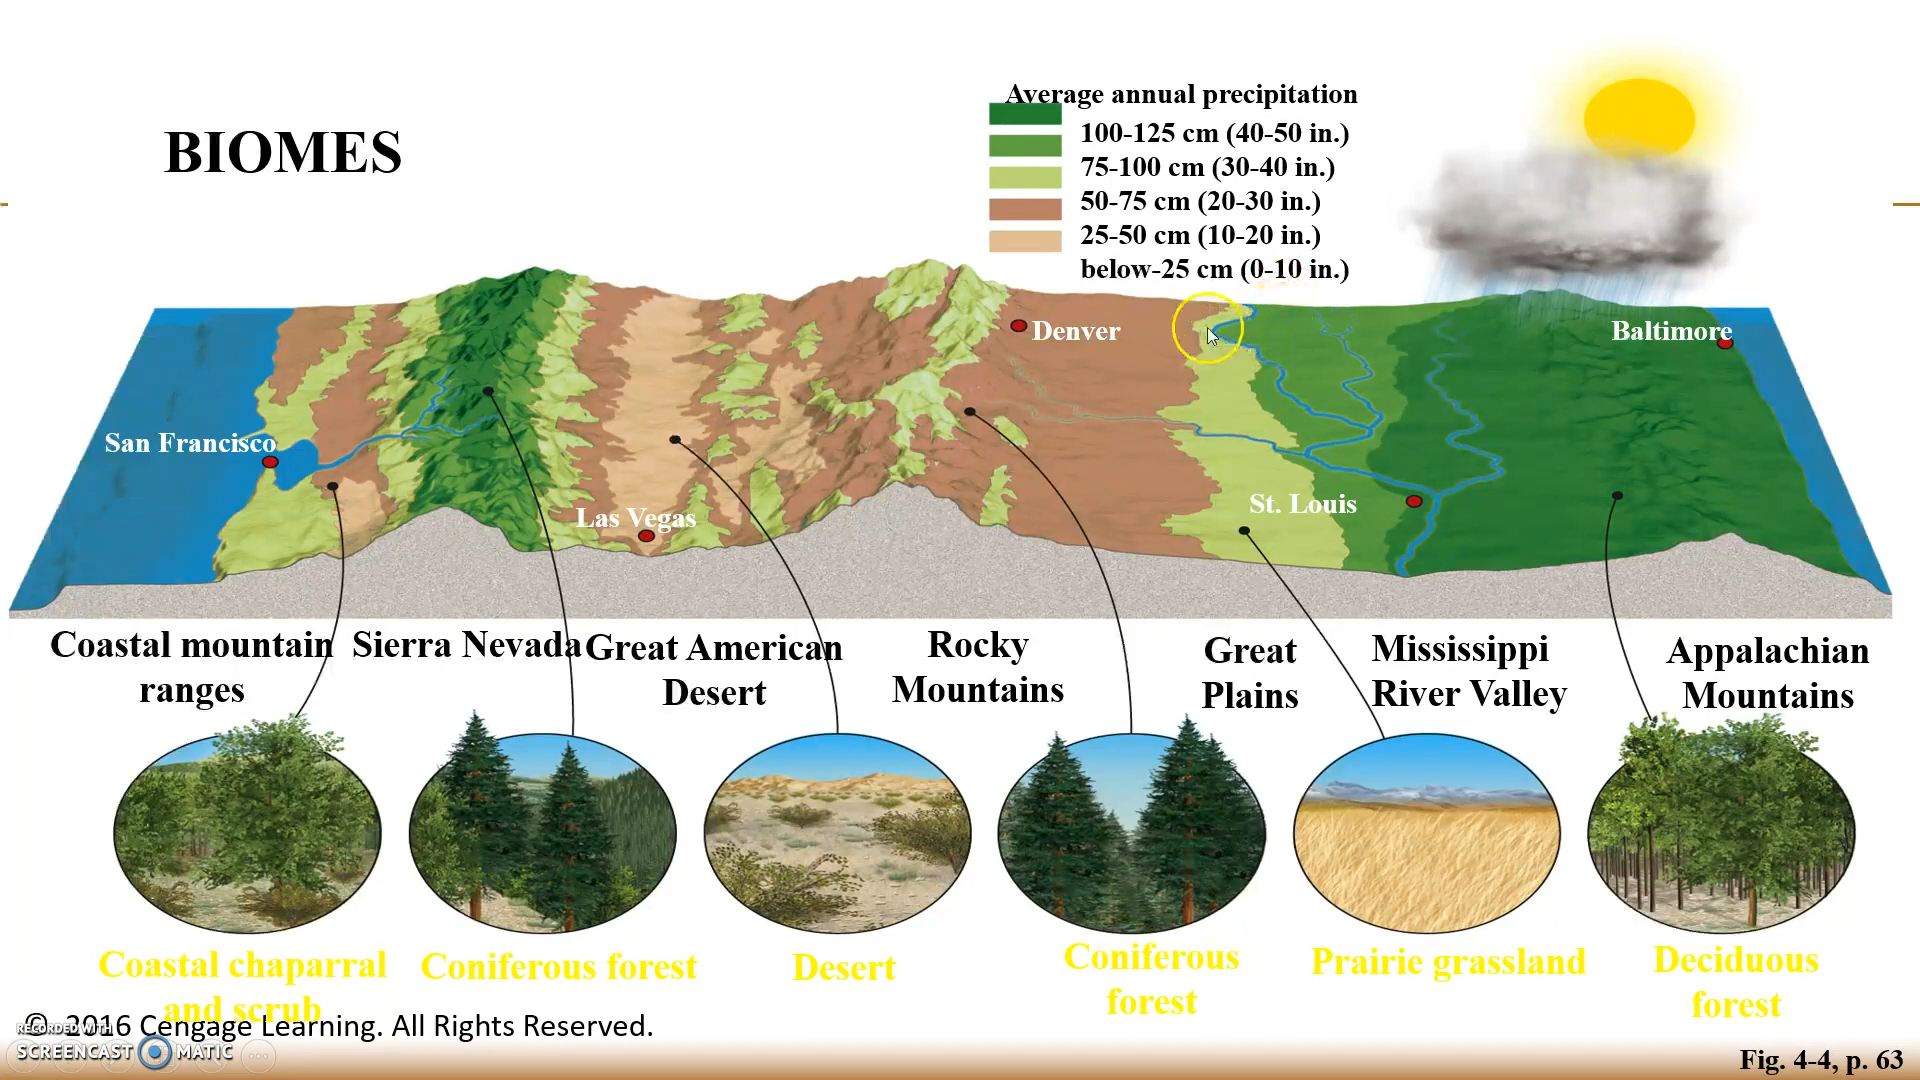 BIOMES
Average annual precipitation
100-125 cm (40-50 in.)
75-100 cm (30-40 in.)
50-75 cm (20-30 in.)
25-50 cm (10-20 in.)
below-25 cm (0-10 in.)
Denver
Baltimore
San Francisco
Las Vegas
St. Louis
Coastal mountain
ranges
Sierra Nevada
Great American
Desert
Rocky
Mountains
Great
Plains
Mississippi
River Valley
Appalachian
Mountains
Coastal chaparral
and scrub
Coniferous forest
Desert
Coniferous
forest
Prairie grassland
Deciduous
forest
© 2016 Cengage Learning. All Rights Reserved.
RECORDED WITH
SCREENCAST MATIC
Fig. 4-4, p. 63